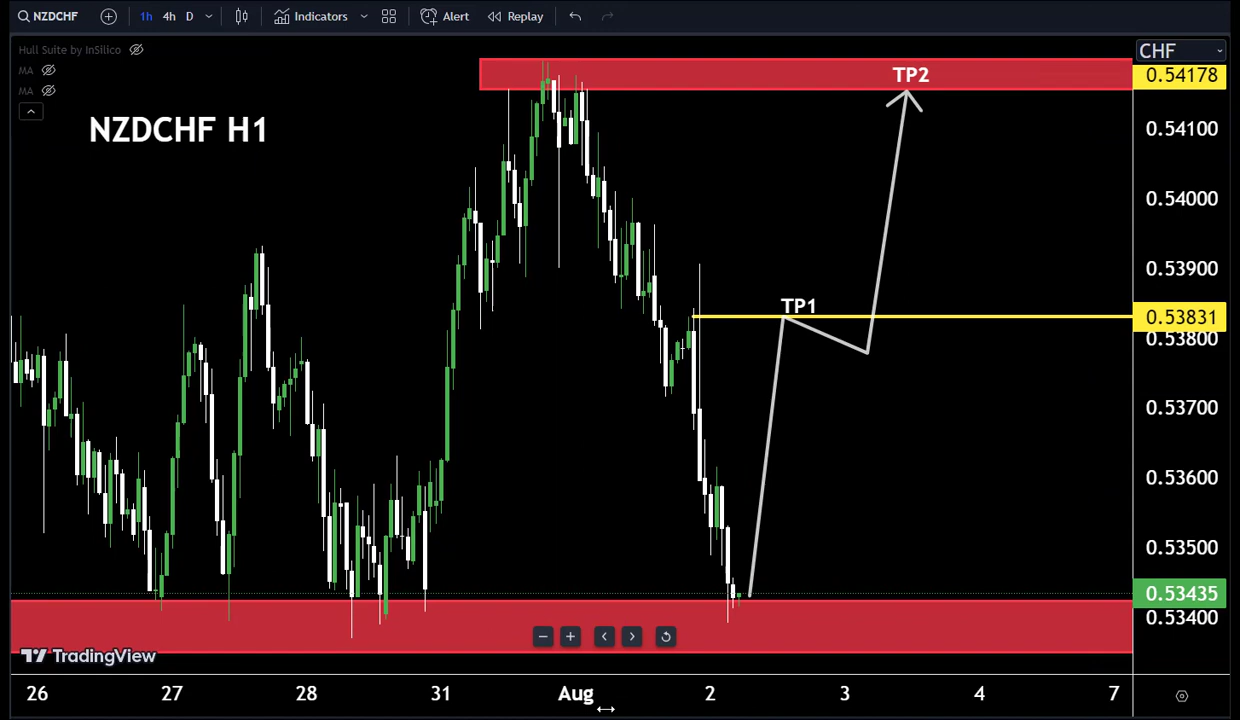 NZDCHF 1h 4h D Indicators Alert Replay
Hull Suite by InSilico
MA
MA
NZDCHF H1
TP2
TP1
CHF
0.54178
0.54100
0.54000
0.53900
0.53831
0.53800
0.53700
0.53600
0.53500
0.53435
0.53400
TradingView
26 27 28 31 Aug 2 3 4 7